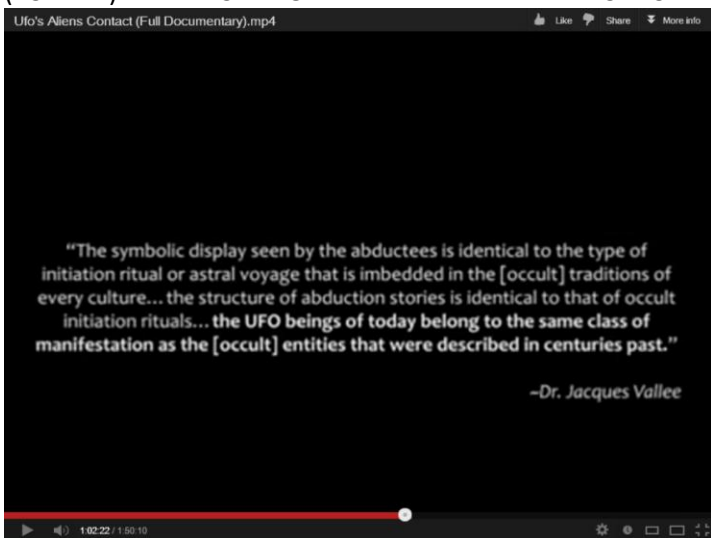 Ufo's Aliens Contact (Full Documentary).mp4 Like Share More info
“The symbolic display seen by the abductees is identical to the type of
initiation ritual or astral voyage that is imbedded in the [occult] traditions of
every culture... the structure of abduction stories is identical to that of occult
initiation rituals... the UFO beings of today belong to the same class of
manifestation as the [occult] entities that were described in centuries past.”
~Dr. Jacques Vallee
1:02:22 / 1:50:10